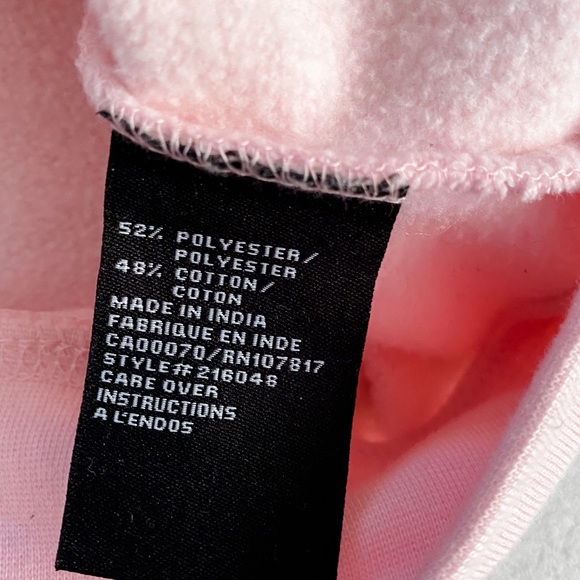 52% POLYESTER/
POLYESTER
48% COTTON/
COTON
MADE IN INDIA
FABRIQUE EN INDE
CA00070/RN107817
STYLE# 216048
CARE OVER
INSTRUCTIONS
A L'ENDOS